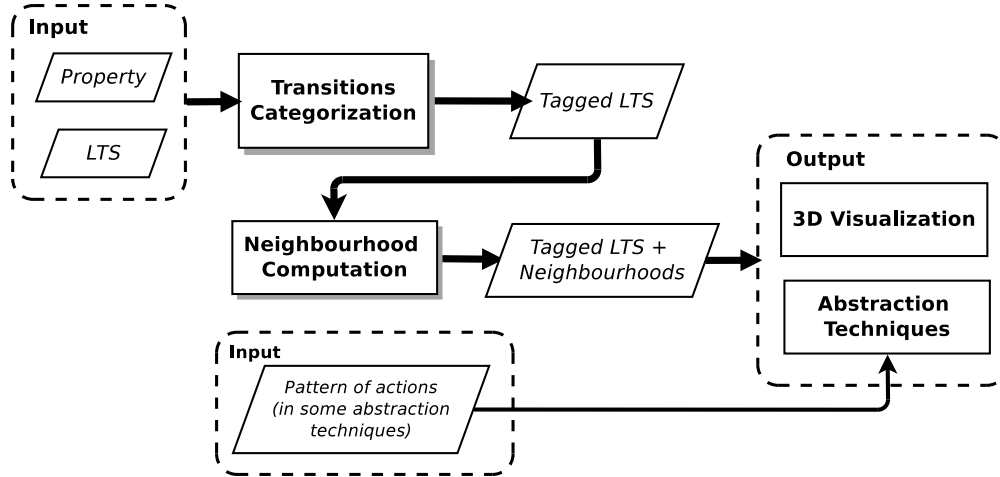 Input
Property
LTS
Transitions
Categorization
Tagged LTS
Neighbourhood
Computation
Tagged LTS +
Neighbourhoods
Output
3D Visualization
Abstraction
Techniques
Input
Pattern of actions
(in some abstraction
techniques)